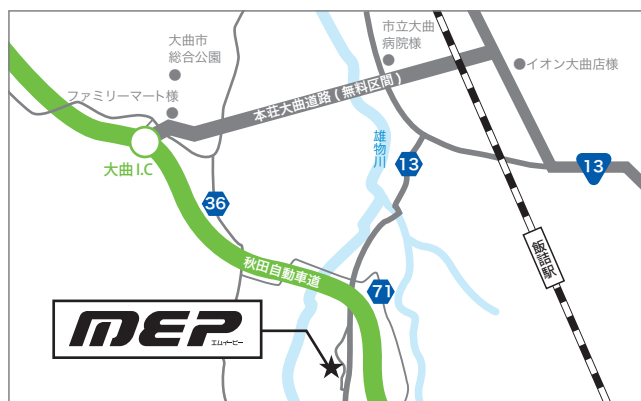 大曲市
総合公園
市立大曲
病院様
イオン大曲店様
ファミリーマート様
本荘大曲道路(無料区間)
大曲I.C
雄物川
13
13
36
飯詰駅
秋田自動車道
71
MEP
エムイーピー